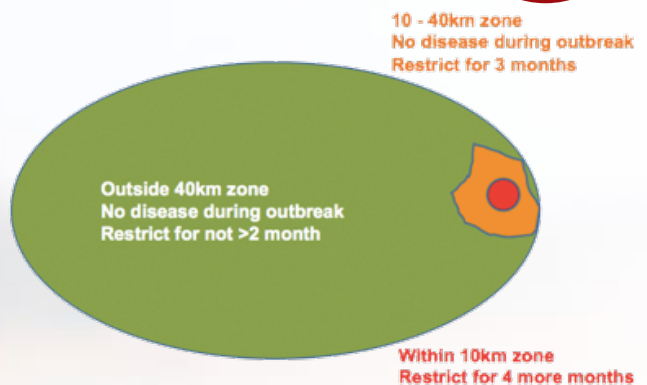 10 - 40km zone
No disease during outbreak
Restrict for 3 months
Outside 40km zone
No disease during outbreak
Restrict for not >2 month
Within 10km zone
Restrict for 4 more months